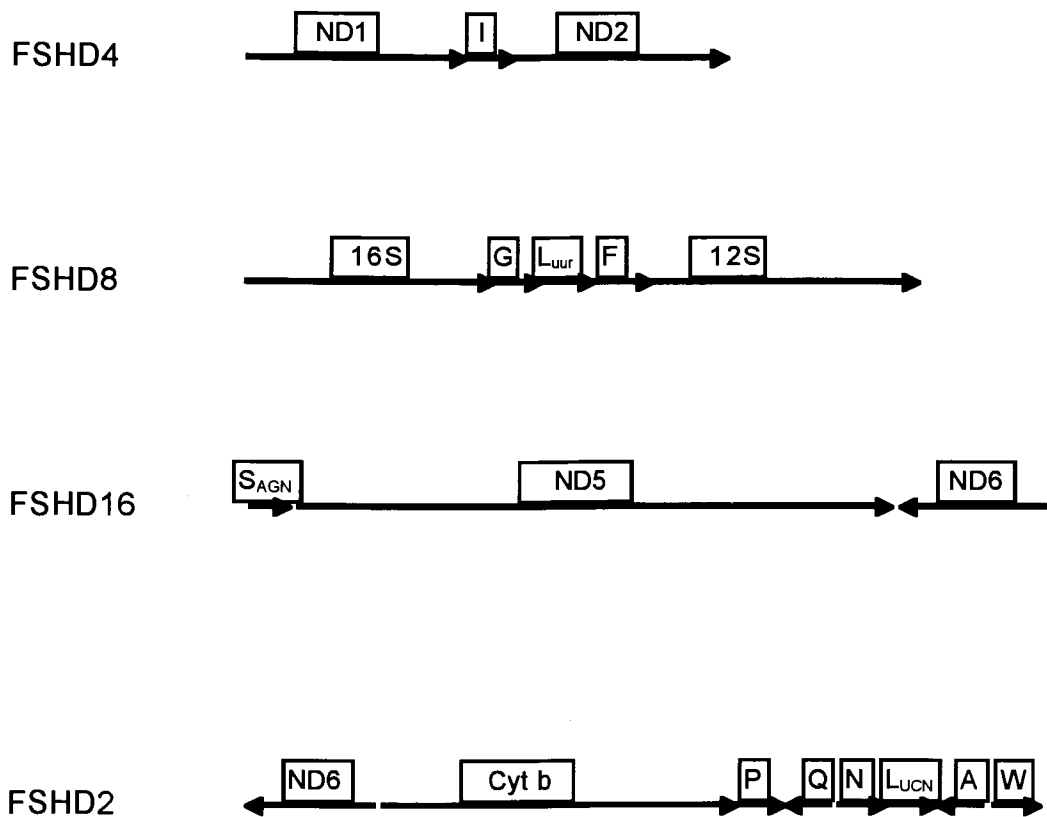 FSHD4 ND1 I ND2
FSHD8 16S G Luur F 12S
FSHD16 SAGN ND5 ND6
FSHD2 ND6 Cyt b P Q N LUCN A W